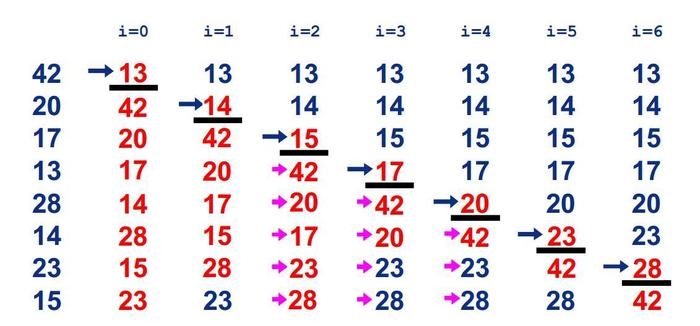 i=0 i=1 i=2 i=3 i=4 i=5 i=6
42 13 13 13 13 13 13 13
20 42 14 14 14 14 14 14
17 20 42 15 15 15 15 15
13 17 20 42 17 17 17 17
28 14 17 20 42 20 20 20
14 28 15 17 20 42 23 23
23 15 28 23 23 23 42 28
15 23 23 28 28 28 28 42